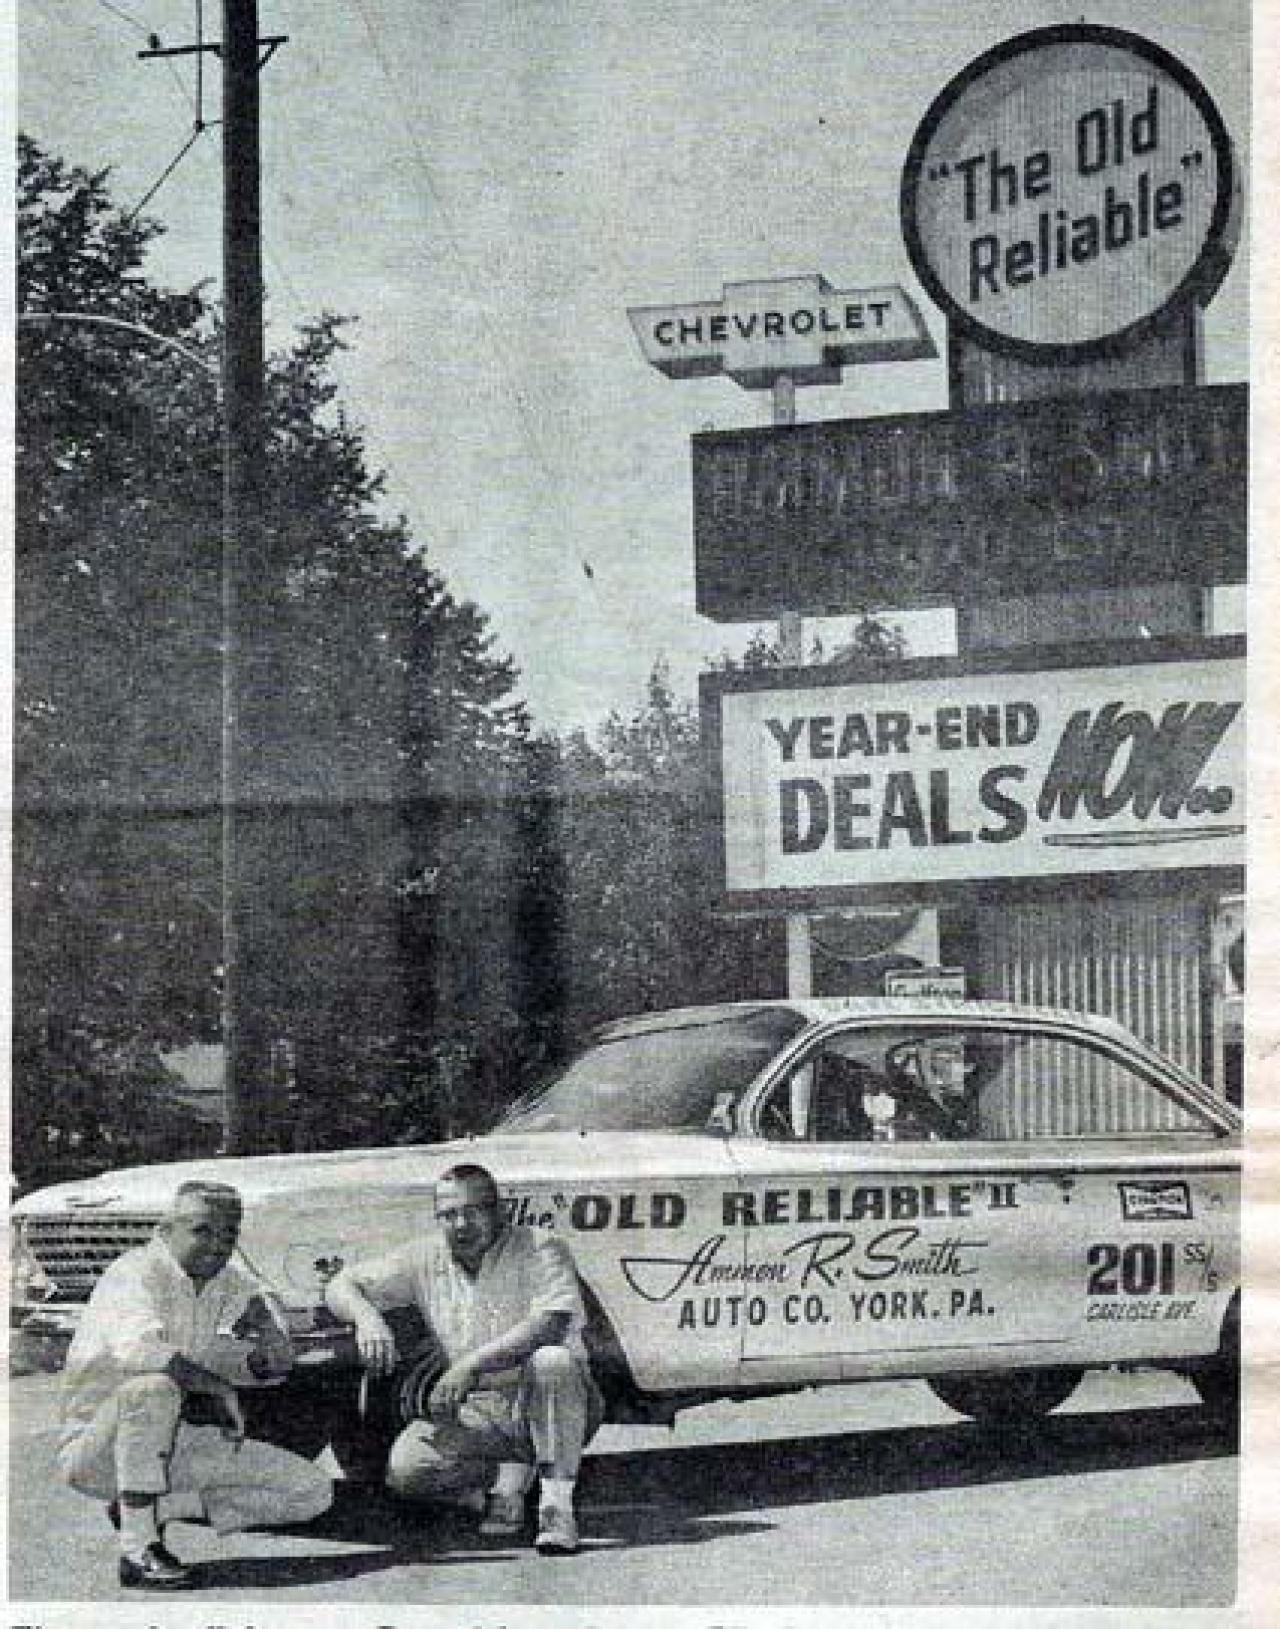 "The Old
Reliable"
CHEVROLET
YEAR-END
DEALS NOW..
The "OLD RELIABLE" II
Ammon R. Smith
AUTO CO. YORK. PA.
CHAMPION
201 SS/S
CARLISLE AVE.